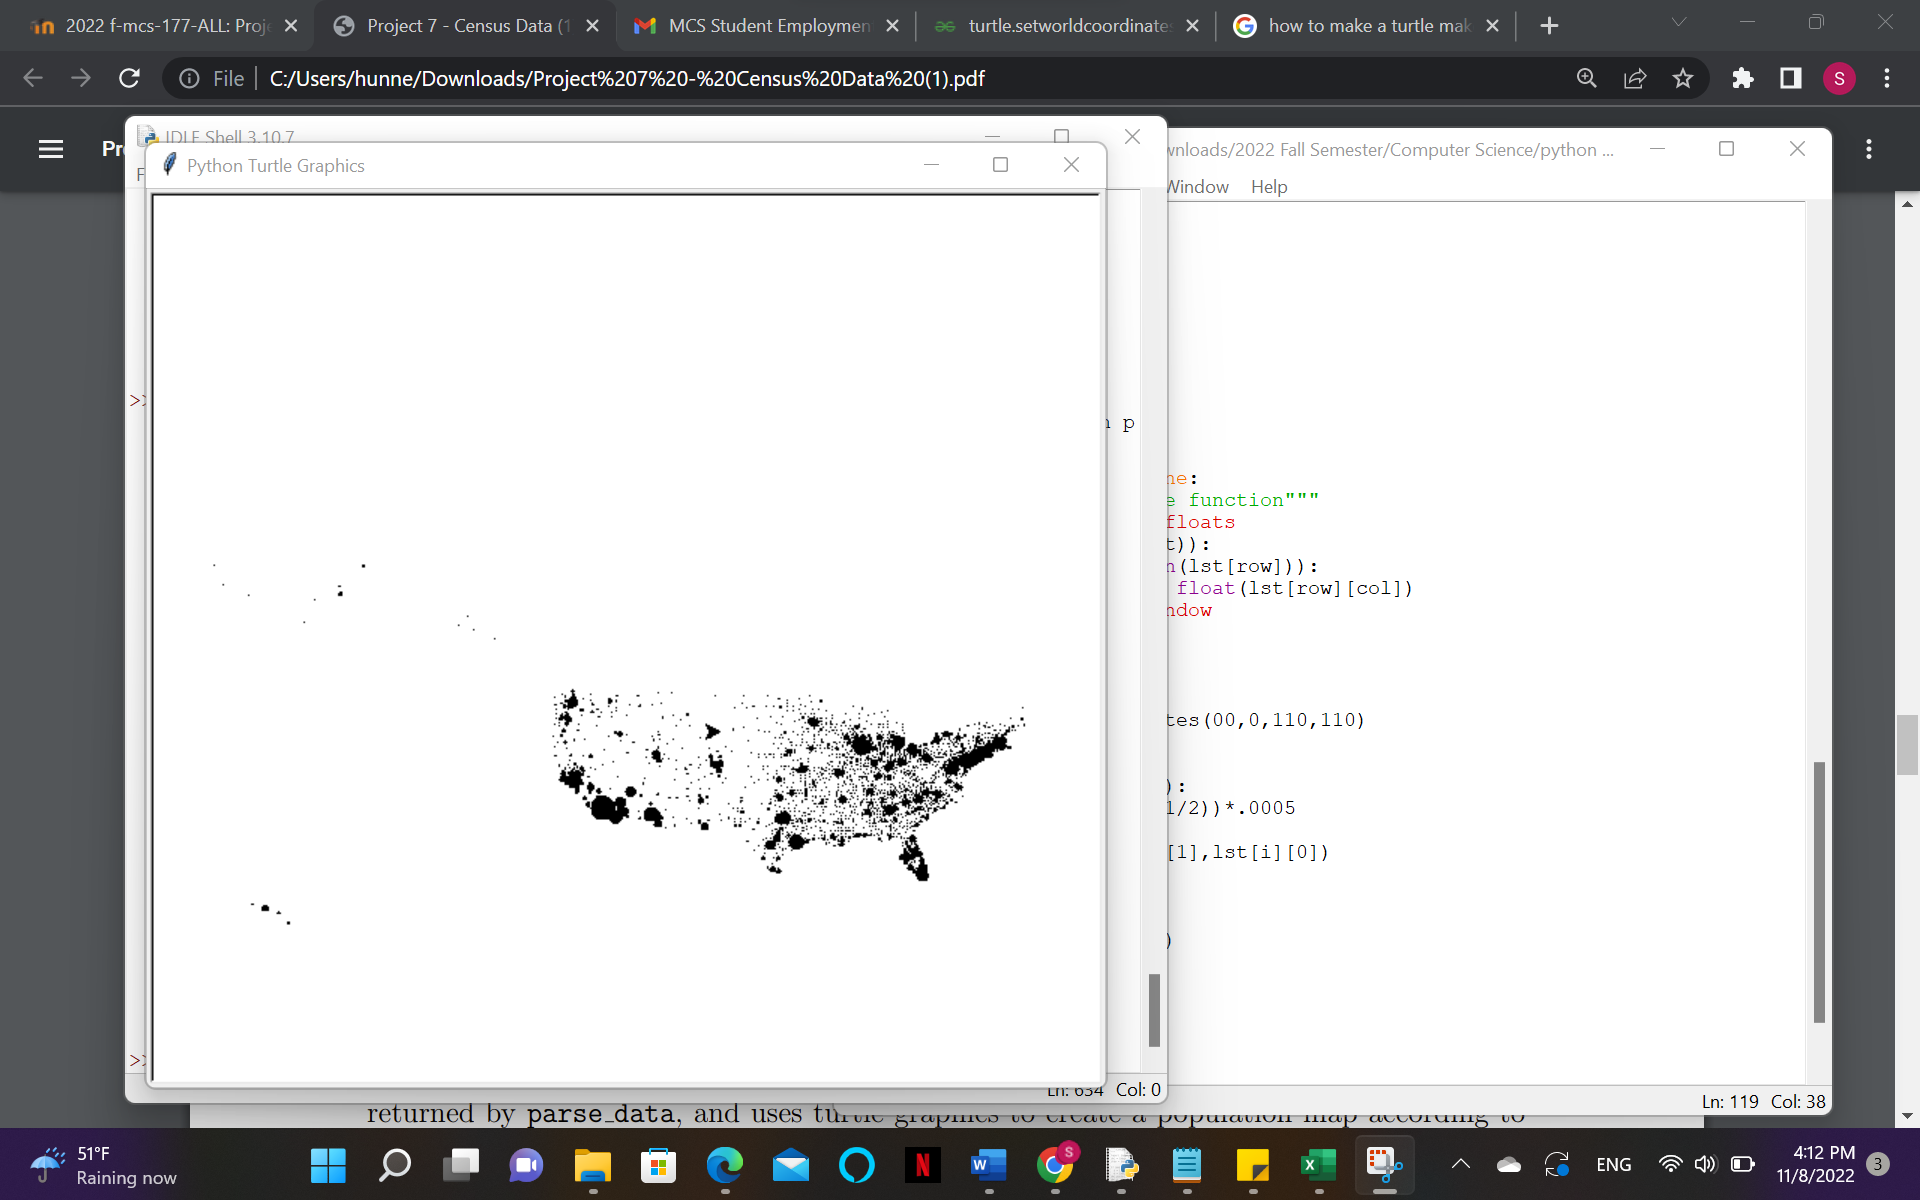 2022 f-mcs-177-ALL: Proje
Project 7 - Census Data (1
MCS Student Employmen
turtle.setworldcoordinates
how to make a turtle mak
File
C:/Users/hunne/Downloads/Project%207%20-%20Census%20Data%20(1).pdf
S
Pr
IDLE Shell 3.10.7
F
Python Turtle Graphics
wnloads/2022 Fall Semester/Computer Science/python ...
Window Help
>>
p
ne:
e function"""
floats
t)):
n(lst[row])):
float(lst[row][col])
ndow
tes(00,0,110,110)
):
1/2))*.0005
[1],lst[i][0])
)
>>
Ln: 634 Col: 0
Ln: 119 Col: 38
returned by parse_data, and uses turtle graphics to create a population map according to
51°F
Raining now
N
W
S
X
ENG
4:12 PM
11/8/2022
3